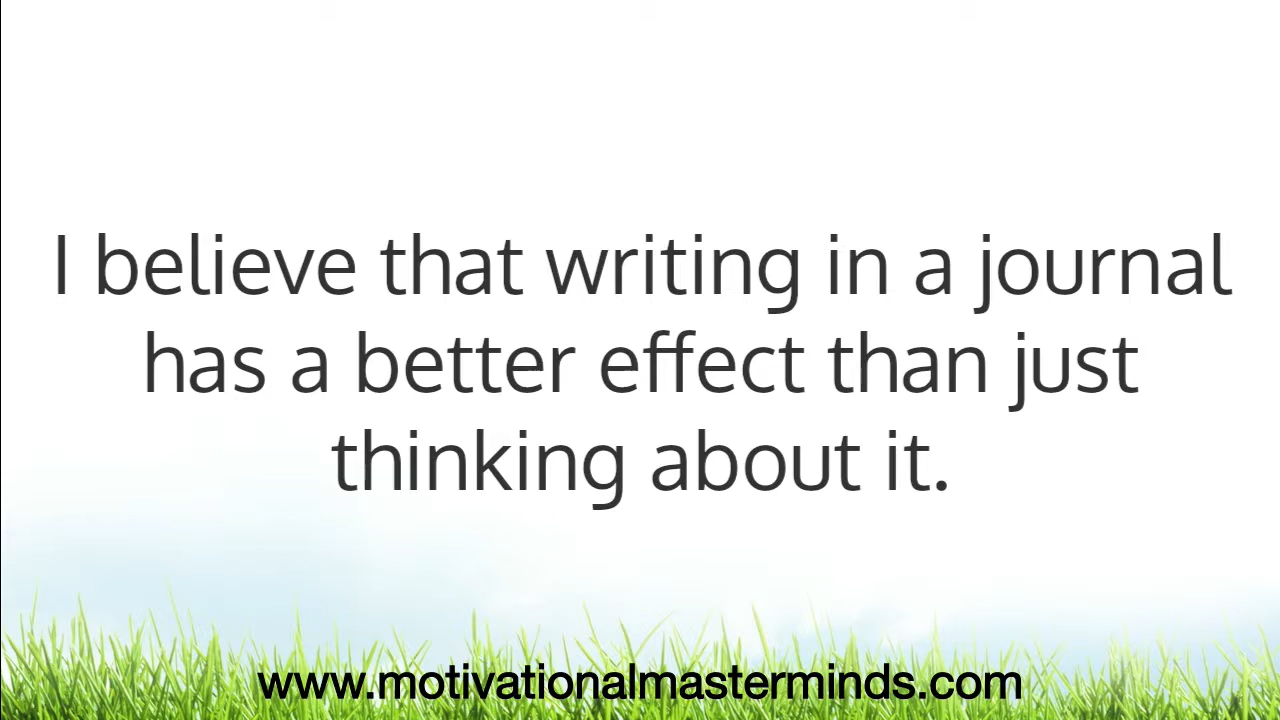 I believe that writing in a journal
has a better effect than just
thinking about it.
www.motivationalmasterminds.com